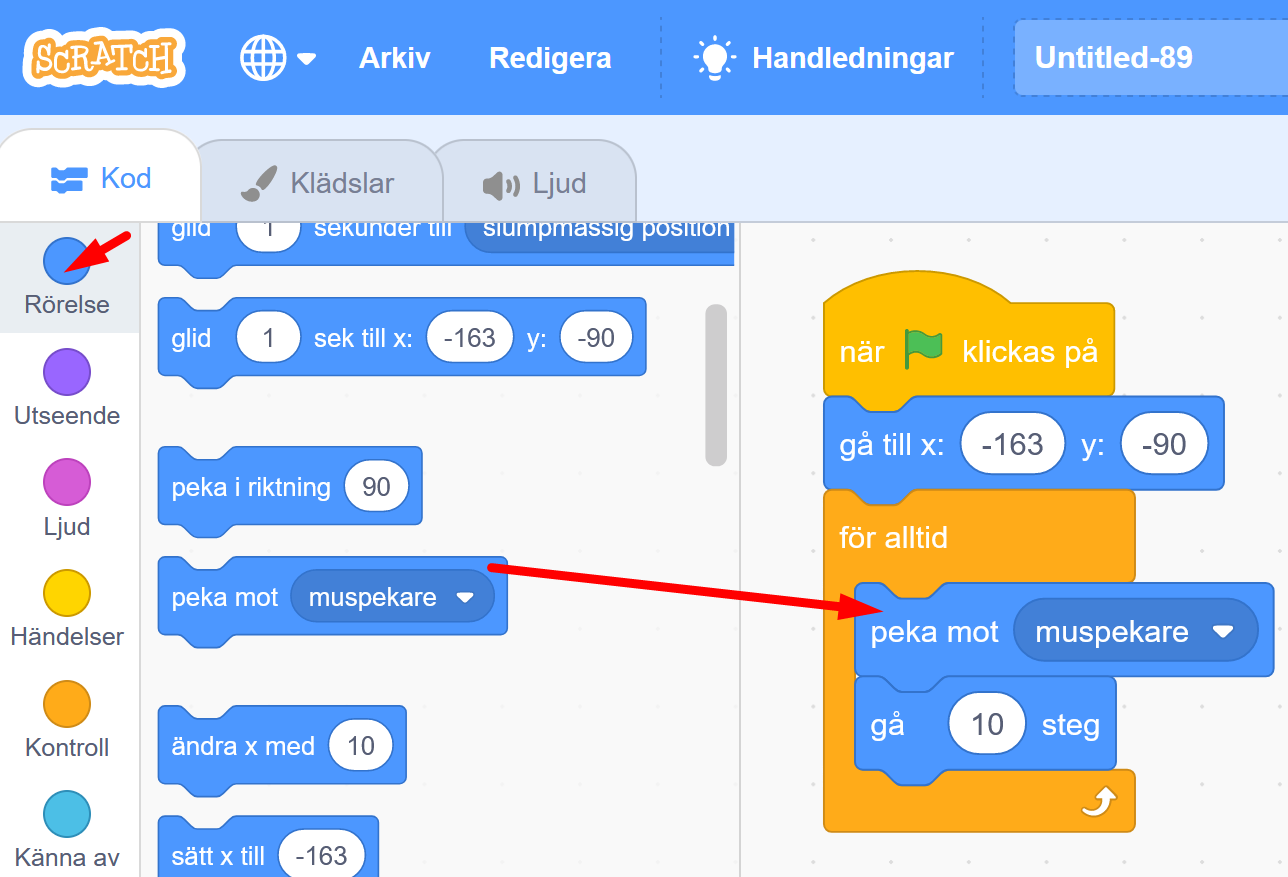 SCRATCH Arkiv Redigera Handledningar Untitled-89
Kod Klädslar Ljud
Rörelse
Utseende
Ljud
Händelser
Kontroll
Känna av
glid 1 sekunder till slumpmässig position
glid 1 sek till x: -163 y: -90
peka i riktning 90
peka mot muspekare
ändra x med 10
sätt x till -163
när klickas på
gå till x: -163 y: -90
för alltid
peka mot muspekare
gå 10 steg